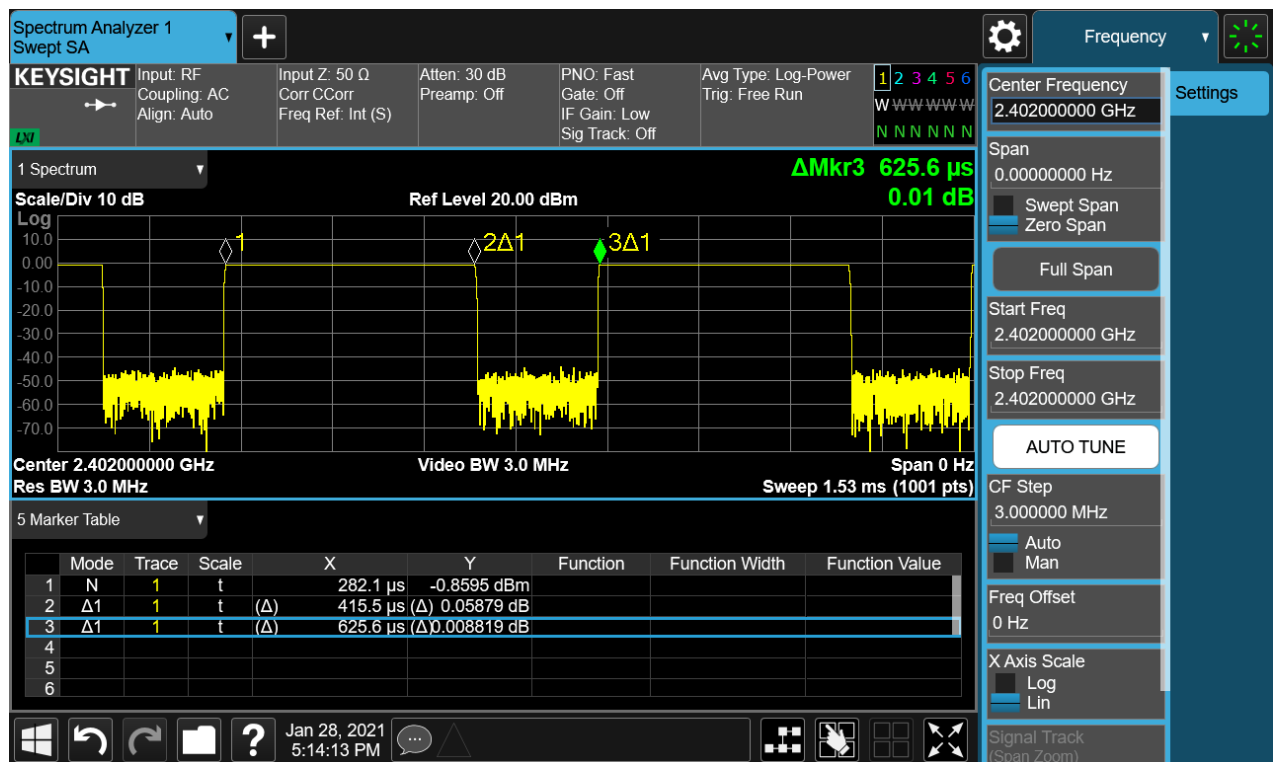 Spectrum Analyzer 1
Swept SA
+
Frequency
KEYSIGHT
LXI
Input: RF
Coupling: AC
Align: Auto
Input Z: 50 Ω
Corr CCorr
Freq Ref: Int (S)
Atten: 30 dB
Preamp: Off
PNO: Fast
Gate: Off
IF Gain: Low
Sig Track: Off
Avg Type: Log-Power
Trig: Free Run
1 2 3 4 5 6
W W W W W W
N N N N N N
1 Spectrum
ΔMkr3 625.6 µs
0.01 dB
Scale/Div 10 dB
Ref Level 20.00 dBm
Log
10.0
0.00
-10.0
-20.0
-30.0
-40.0
-50.0
-60.0
-70.0
1
2Δ1
3Δ1
Center 2.402000000 GHz
Video BW 3.0 MHz
Span 0 Hz
Res BW 3.0 MHz
Sweep 1.53 ms (1001 pts)
5 Marker Table
Mode Trace Scale X Y Function Function Width Function Value
1 N 1 t 282.1 µs -0.8595 dBm
2 Δ1 1 t (Δ) 415.5 µs (Δ) 0.05879 dB
3 Δ1 1 t (Δ) 625.6 µs (Δ)0.008819 dB
4
5
6
?
Jan 28, 2021
5:14:13 PM
Settings
Center Frequency
2.402000000 GHz
Span
0.00000000 Hz
Swept Span
Zero Span
Full Span
Start Freq
2.402000000 GHz
Stop Freq
2.402000000 GHz
AUTO TUNE
CF Step
3.000000 MHz
Auto
Man
Freq Offset
0 Hz
X Axis Scale
Log
Lin
Signal Track
(Span Zoom)